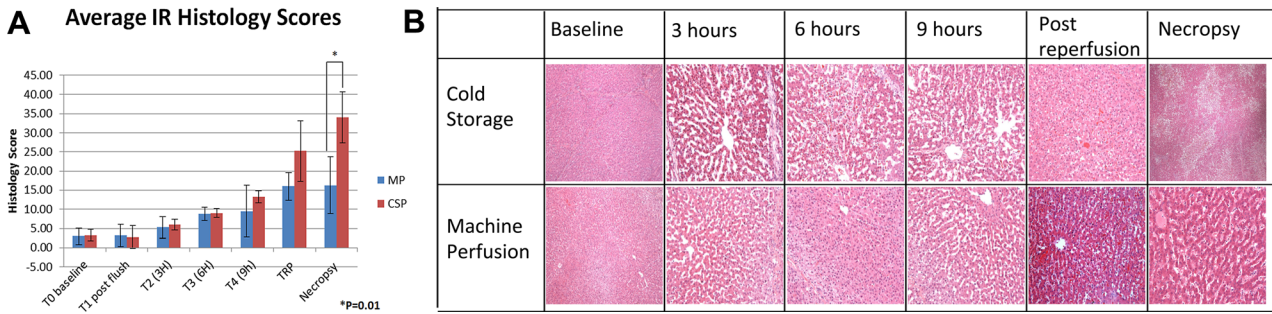 A
Average IR Histology Scores
Histology Score
45.00
40.00
35.00
30.00
25.00
20.00
15.00
10.00
5.00
0.00
-5.00
*
T0 baseline
T1 post flush
T2 (3H)
T3 (6H)
T4 (9h)
TRP
Necropsy
MP
CSP
*P=0.01
B
Baseline
3 hours
6 hours
9 hours
Post
reperfusion
Necropsy
Cold
Storage
Machine
Perfusion